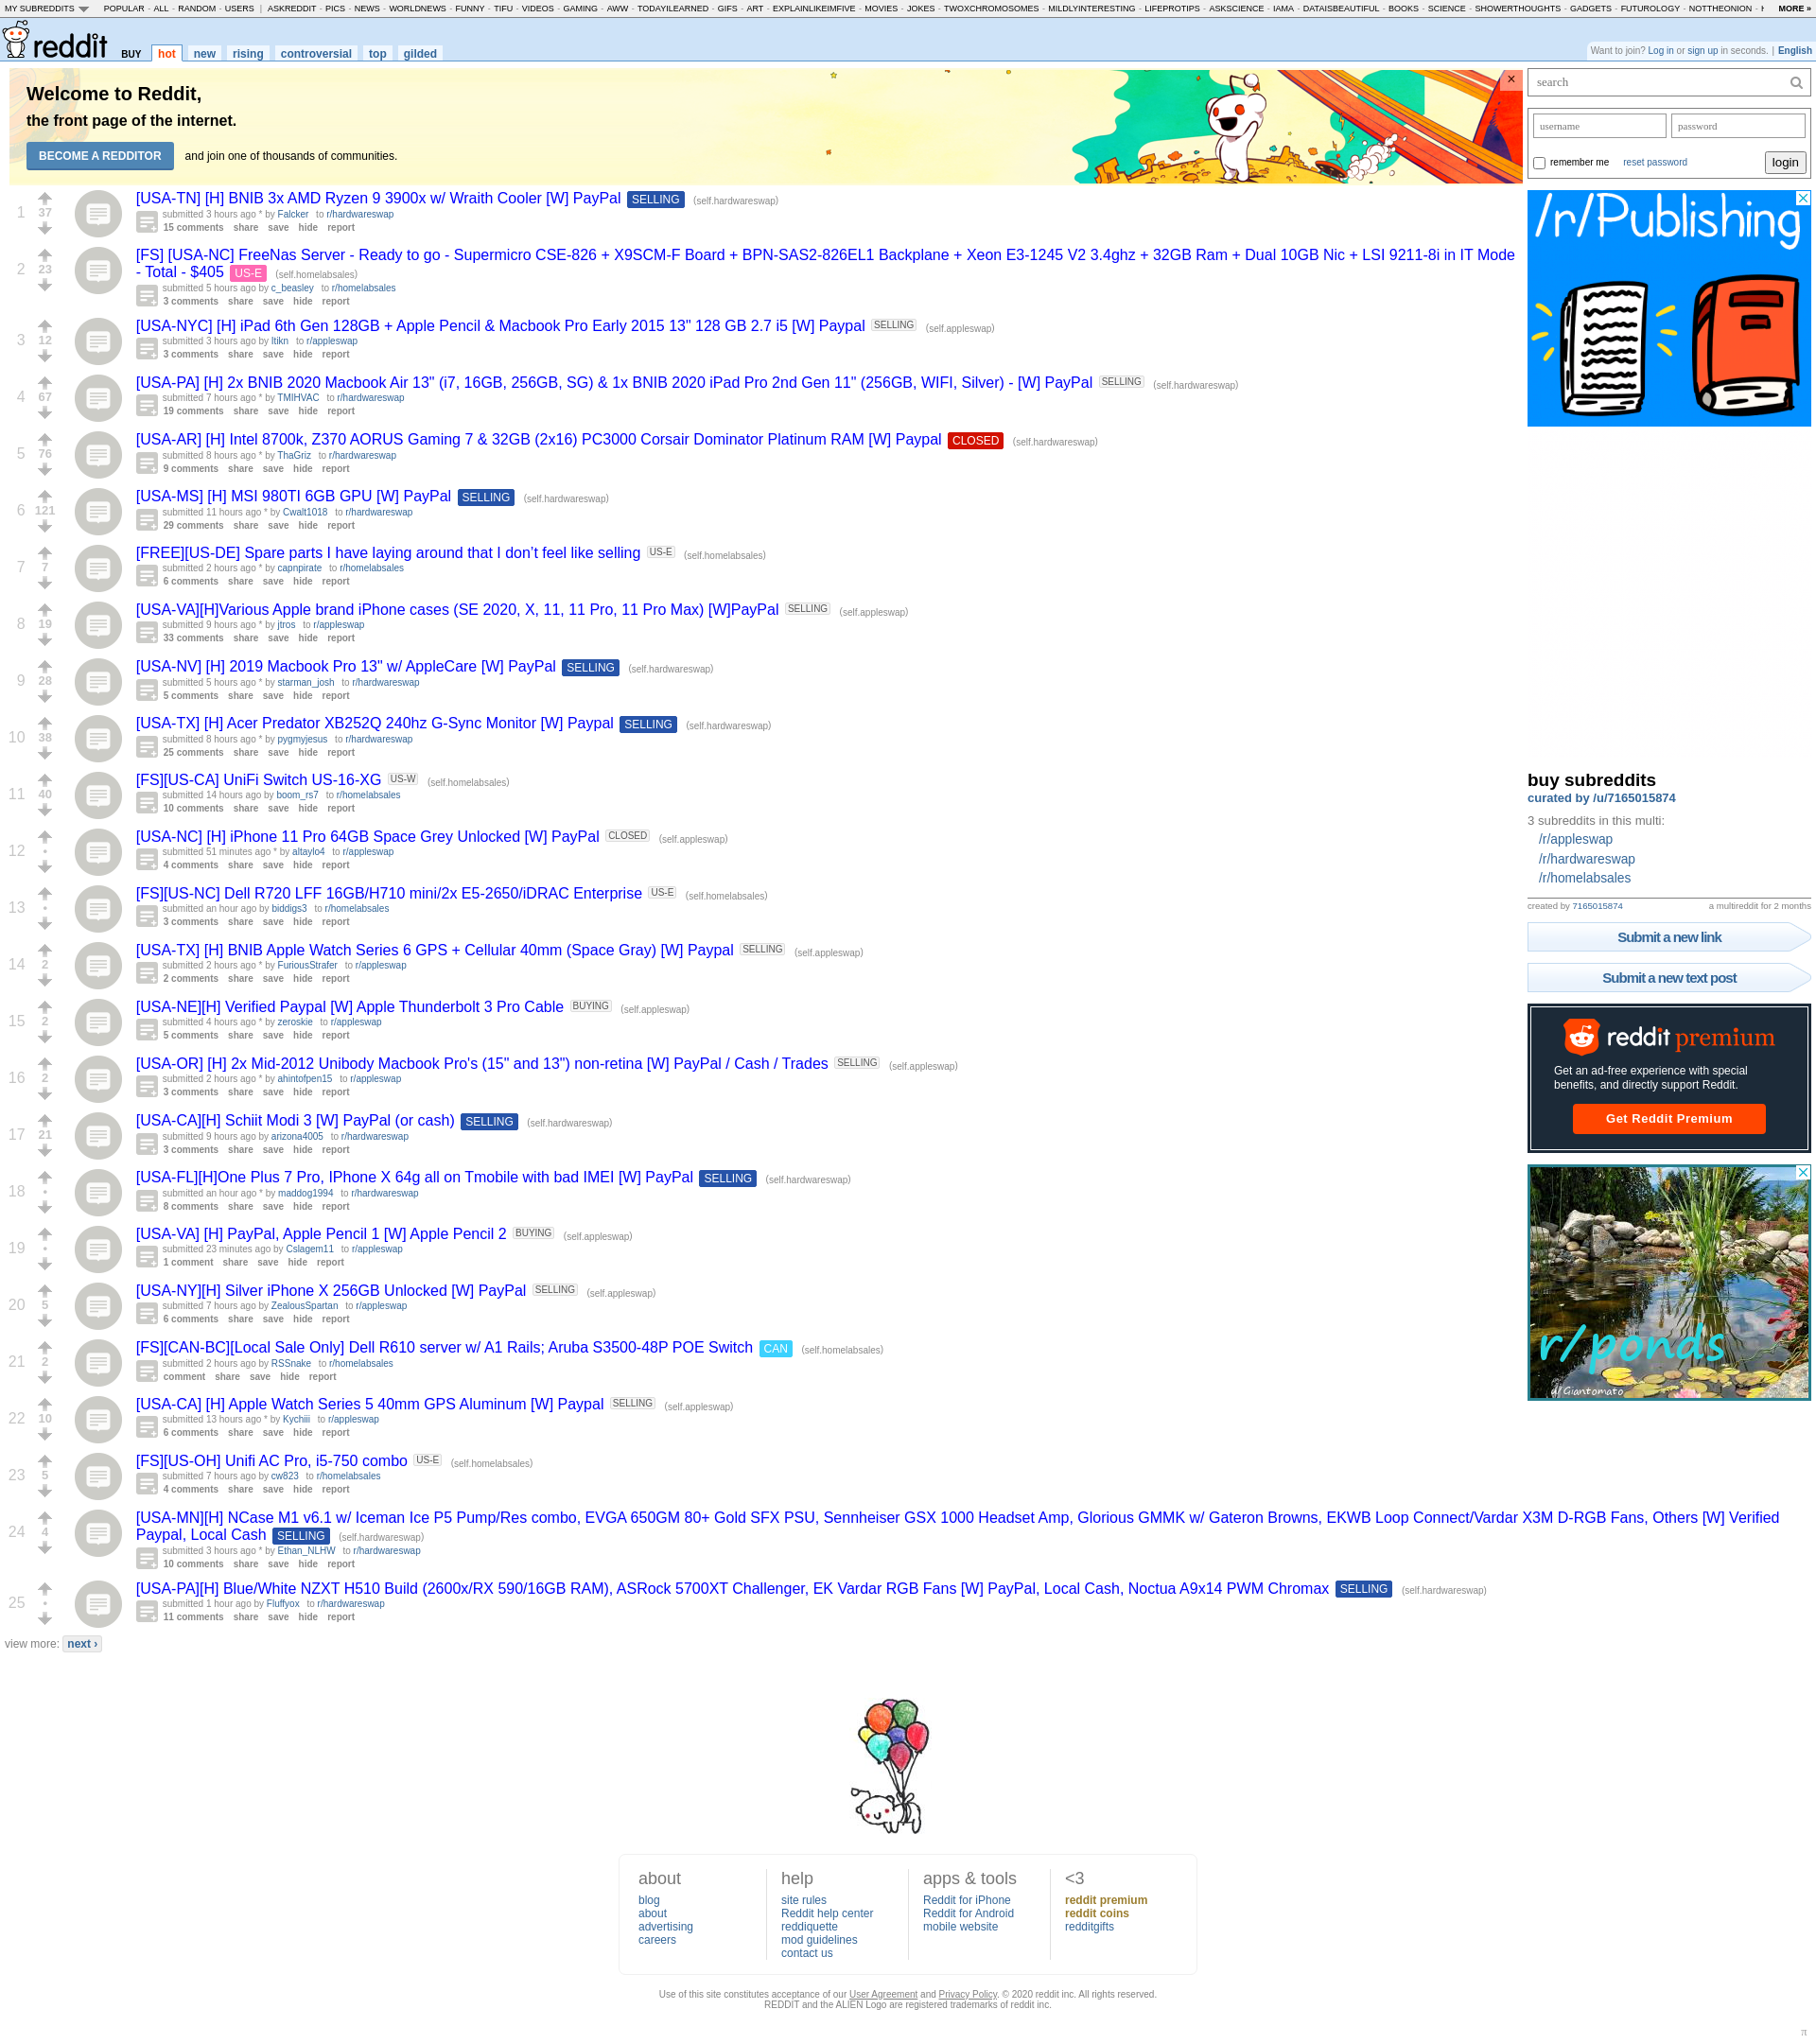 MY SUBREDDITS POPULAR - ALL - RANDOM - USERS | ASKREDDIT - PICS - NEWS - WORLDNEWS - FUNNY - TIFU - VIDEOS - GAMING - AWW - TODAYILEARNED - GIFS - ART - EXPLAINLIKEIMFIVE - MOVIES - JOKES - TWOXCHROMOSOMES - MILDLYINTERESTING - LIFEPROTIPS - ASKSCIENCE - IAMA - DATAISBEAUTIFUL - BOOKS - SCIENCE - SHOWERTHOUGHTS - GADGETS - FUTUROLOGY - NOTTHEONION - MORE »
reddit BUY hot new rising controversial top gilded
Want to join? Log in or sign up in seconds. | English
Welcome to Reddit,
the front page of the internet.
BECOME A REDDITOR and join one of thousands of communities.
×
search
username password
remember me reset password login
1 37 [USA-TN] [H] BNIB 3x AMD Ryzen 9 3900x w/ Wraith Cooler [W] PayPal SELLING (self.hardwareswap)
submitted 3 hours ago * by Falcker to r/hardwareswap
15 comments share save hide report
2 23 [FS] [USA-NC] FreeNas Server - Ready to go - Supermicro CSE-826 + X9SCM-F Board + BPN-SAS2-826EL1 Backplane + Xeon E3-1245 V2 3.4ghz + 32GB Ram + Dual 10GB Nic + LSI 9211-8i in IT Mode
- Total - $405 US-E (self.homelabsales)
submitted 5 hours ago by c_beasley to r/homelabsales
3 comments share save hide report
3 12 [USA-NYC] [H] iPad 6th Gen 128GB + Apple Pencil & Macbook Pro Early 2015 13" 128 GB 2.7 i5 [W] Paypal SELLING (self.appleswap)
submitted 3 hours ago by ltikn to r/appleswap
3 comments share save hide report
4 67 [USA-PA] [H] 2x BNIB 2020 Macbook Air 13" (i7, 16GB, 256GB, SG) & 1x BNIB 2020 iPad Pro 2nd Gen 11" (256GB, WIFI, Silver) - [W] PayPal SELLING (self.hardwareswap)
submitted 7 hours ago * by TMIHVAC to r/hardwareswap
19 comments share save hide report
5 76 [USA-AR] [H] Intel 8700k, Z370 AORUS Gaming 7 & 32GB (2x16) PC3000 Corsair Dominator Platinum RAM [W] Paypal CLOSED (self.hardwareswap)
submitted 8 hours ago * by ThaGriz to r/hardwareswap
9 comments share save hide report
6 121 [USA-MS] [H] MSI 980TI 6GB GPU [W] PayPal SELLING (self.hardwareswap)
submitted 11 hours ago * by Cwalt1018 to r/hardwareswap
29 comments share save hide report
7 7 [FREE][US-DE] Spare parts I have laying around that I don’t feel like selling US-E (self.homelabsales)
submitted 2 hours ago * by capnpirate to r/homelabsales
6 comments share save hide report
8 19 [USA-VA][H]Various Apple brand iPhone cases (SE 2020, X, 11, 11 Pro, 11 Pro Max) [W]PayPal SELLING (self.appleswap)
submitted 9 hours ago * by jtros to r/appleswap
33 comments share save hide report
9 28 [USA-NV] [H] 2019 Macbook Pro 13" w/ AppleCare [W] PayPal SELLING (self.hardwareswap)
submitted 5 hours ago * by starman_josh to r/hardwareswap
5 comments share save hide report
10 38 [USA-TX] [H] Acer Predator XB252Q 240hz G-Sync Monitor [W] Paypal SELLING (self.hardwareswap)
submitted 8 hours ago * by pygmyjesus to r/hardwareswap
25 comments share save hide report
11 40 [FS][US-CA] UniFi Switch US-16-XG US-W (self.homelabsales)
submitted 14 hours ago by boom_rs7 to r/homelabsales
10 comments share save hide report
12 • [USA-NC] [H] iPhone 11 Pro 64GB Space Grey Unlocked [W] PayPal CLOSED (self.appleswap)
submitted 51 minutes ago * by altaylo4 to r/appleswap
4 comments share save hide report
13 • [FS][US-NC] Dell R720 LFF 16GB/H710 mini/2x E5-2650/iDRAC Enterprise US-E (self.homelabsales)
submitted an hour ago by biddigs3 to r/homelabsales
3 comments share save hide report
14 2 [USA-TX] [H] BNIB Apple Watch Series 6 GPS + Cellular 40mm (Space Gray) [W] Paypal SELLING (self.appleswap)
submitted 2 hours ago * by FuriousStrafer to r/appleswap
2 comments share save hide report
15 2 [USA-NE][H] Verified Paypal [W] Apple Thunderbolt 3 Pro Cable BUYING (self.appleswap)
submitted 4 hours ago * by zeroskie to r/appleswap
5 comments share save hide report
16 2 [USA-OR] [H] 2x Mid-2012 Unibody Macbook Pro's (15" and 13") non-retina [W] PayPal / Cash / Trades SELLING (self.appleswap)
submitted 2 hours ago * by ahintofpen15 to r/appleswap
3 comments share save hide report
17 21 [USA-CA][H] Schiit Modi 3 [W] PayPal (or cash) SELLING (self.hardwareswap)
submitted 9 hours ago by arizona4005 to r/hardwareswap
3 comments share save hide report
18 • [USA-FL][H]One Plus 7 Pro, IPhone X 64g all on Tmobile with bad IMEI [W] PayPal SELLING (self.hardwareswap)
submitted an hour ago * by maddog1994 to r/hardwareswap
8 comments share save hide report
19 • [USA-VA] [H] PayPal, Apple Pencil 1 [W] Apple Pencil 2 BUYING (self.appleswap)
submitted 23 minutes ago by Cslagem11 to r/appleswap
1 comment share save hide report
20 5 [USA-NY][H] Silver iPhone X 256GB Unlocked [W] PayPal SELLING (self.appleswap)
submitted 7 hours ago by ZealousSpartan to r/appleswap
6 comments share save hide report
21 2 [FS][CAN-BC][Local Sale Only] Dell R610 server w/ A1 Rails; Aruba S3500-48P POE Switch CAN (self.homelabsales)
submitted 2 hours ago by RSSnake to r/homelabsales
comment share save hide report
22 10 [USA-CA] [H] Apple Watch Series 5 40mm GPS Aluminum [W] Paypal SELLING (self.appleswap)
submitted 13 hours ago * by Kychiii to r/appleswap
6 comments share save hide report
23 5 [FS][US-OH] Unifi AC Pro, i5-750 combo US-E (self.homelabsales)
submitted 7 hours ago by cw823 to r/homelabsales
4 comments share save hide report
24 4 [USA-MN][H] NCase M1 v6.1 w/ Iceman Ice P5 Pump/Res combo, EVGA 650GM 80+ Gold SFX PSU, Sennheiser GSX 1000 Headset Amp, Glorious GMMK w/ Gateron Browns, EKWB Loop Connect/Vardar X3M D-RGB Fans, Others [W] Verified
Paypal, Local Cash SELLING (self.hardwareswap)
submitted 3 hours ago * by Ethan_NLHW to r/hardwareswap
10 comments share save hide report
25 • [USA-PA][H] Blue/White NZXT H510 Build (2600x/RX 590/16GB RAM), ASRock 5700XT Challenger, EK Vardar RGB Fans [W] PayPal, Local Cash, Noctua A9x14 PWM Chromax SELLING (self.hardwareswap)
submitted 1 hour ago by Fluffyox to r/hardwareswap
11 comments share save hide report
view more: next ›
/r/Publishing
buy subreddits
curated by /u/7165015874
3 subreddits in this multi:
/r/appleswap
/r/hardwareswap
/r/homelabsales
created by 7165015874 a multireddit for 2 months
Submit a new link
Submit a new text post
reddit premium
Get an ad-free experience with special
benefits, and directly support Reddit.
Get Reddit Premium
r/ponds
u/Giantomato
about
blog
about
advertising
careers
help
site rules
Reddit help center
reddiquette
mod guidelines
contact us
apps & tools
Reddit for iPhone
Reddit for Android
mobile website
<3
reddit premium
reddit coins
redditgifts
Use of this site constitutes acceptance of our User Agreement and Privacy Policy. © 2020 reddit inc. All rights reserved.
REDDIT and the ALIEN Logo are registered trademarks of reddit inc.
π